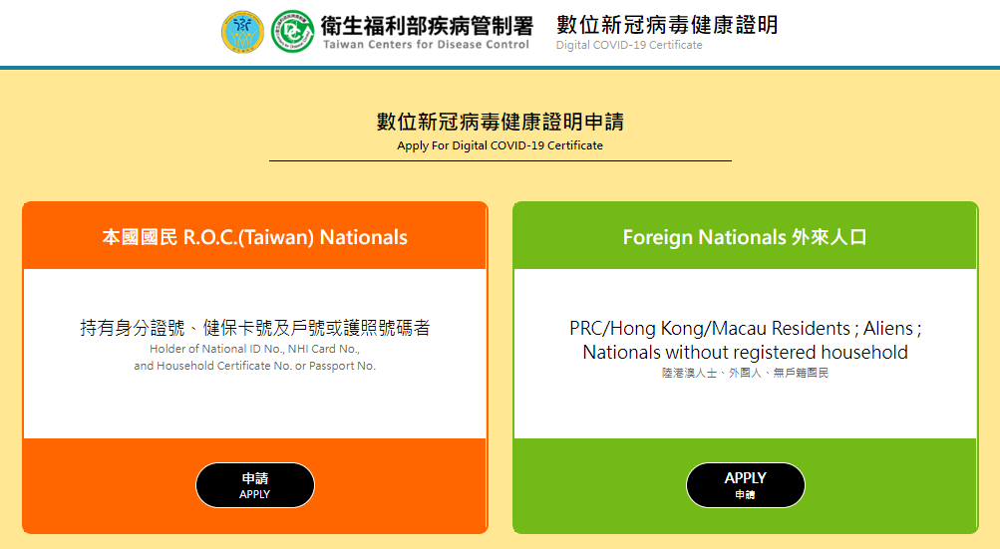 衛生福利部疾病管制署
Taiwan Centers for Disease Control
數位新冠病毒健康證明
Digital COVID-19 Certificate
數位新冠病毒健康證明申請
Apply For Digital COVID-19 Certificate
本國國民 R.O.C.(Taiwan) Nationals
持有身分證號、健保卡號及戶號或護照號碼者
Holder of National ID No., NHI Card No.,
and Household Certificate No. or Passport No.
申請
APPLY
Foreign Nationals 外來人口
PRC/Hong Kong/Macau Residents ; Aliens ;
Nationals without registered household
陸港澳人士、外國人、無戶籍國民
APPLY
申請